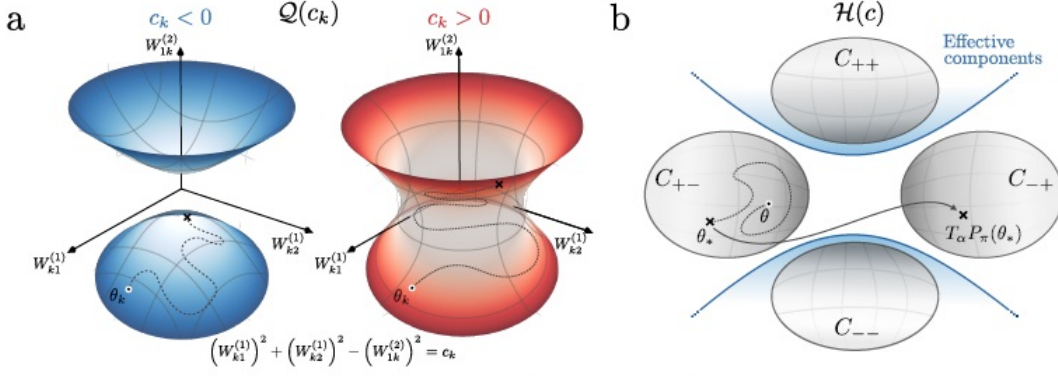 a
c_k < 0
Q(c_k)
c_k > 0
W_{1k}^{(2)}
W_{1k}^{(2)}
W_{k1}^{(1)}
W_{k2}^{(1)}
W_{k1}^{(1)}
W_{k2}^{(1)}
θ_k
θ_k
(W_{k1}^{(1)})^2 + (W_{k2}^{(1)})^2 − (W_{1k}^{(2)})^2 = c_k
b
H(c)
Effective
components
C_{++}
C_{+−}
C_{−+}
θ
θ_*
T_α P_π(θ_*)
C_{−−}